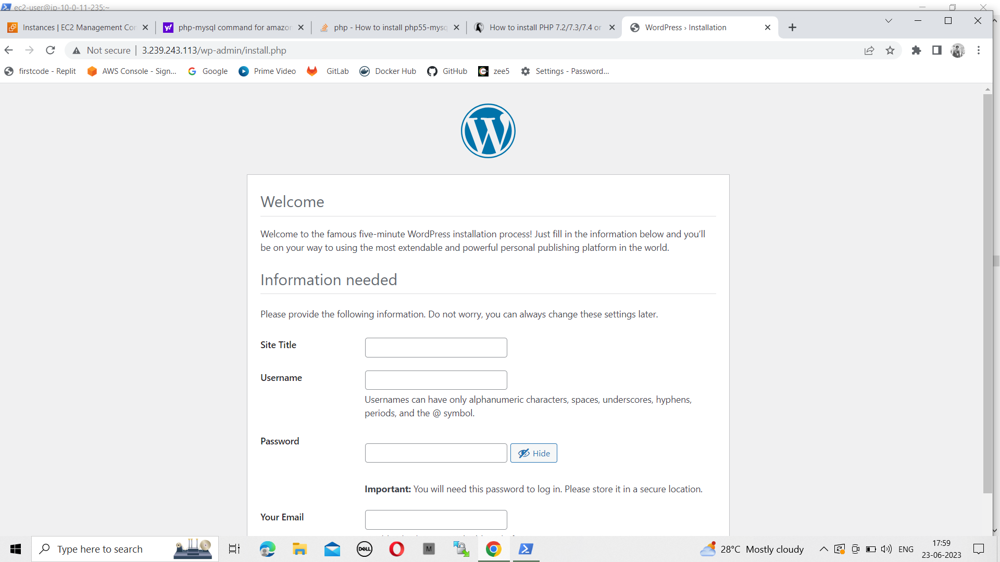 ec2-user@ip-10-0-11-235:~
Instances | EC2 Management Con
php-mysql command for amazon
php - How to install php55-mysq
How to install PHP 7.2/7.3/7.4 or
WordPress › Installation
Not secure | 3.239.243.113/wp-admin/install.php
firstcode - Replit
AWS Console - Sign...
Google
Prime Video
GitLab
Docker Hub
GitHub
zee5
Settings - Password...
Welcome
Welcome to the famous five-minute WordPress installation process! Just fill in the information below and you’ll
be on your way to using the most extendable and powerful personal publishing platform in the world.
Information needed
Please provide the following information. Do not worry, you can always change these settings later.
Site Title
Username
Usernames can have only alphanumeric characters, spaces, underscores, hyphens,
periods, and the @ symbol.
Password
Hide
Important: You will need this password to log in. Please store it in a secure location.
Your Email
Type here to search
DELL
M
28°C Mostly cloudy
ENG
17:59
23-06-2023